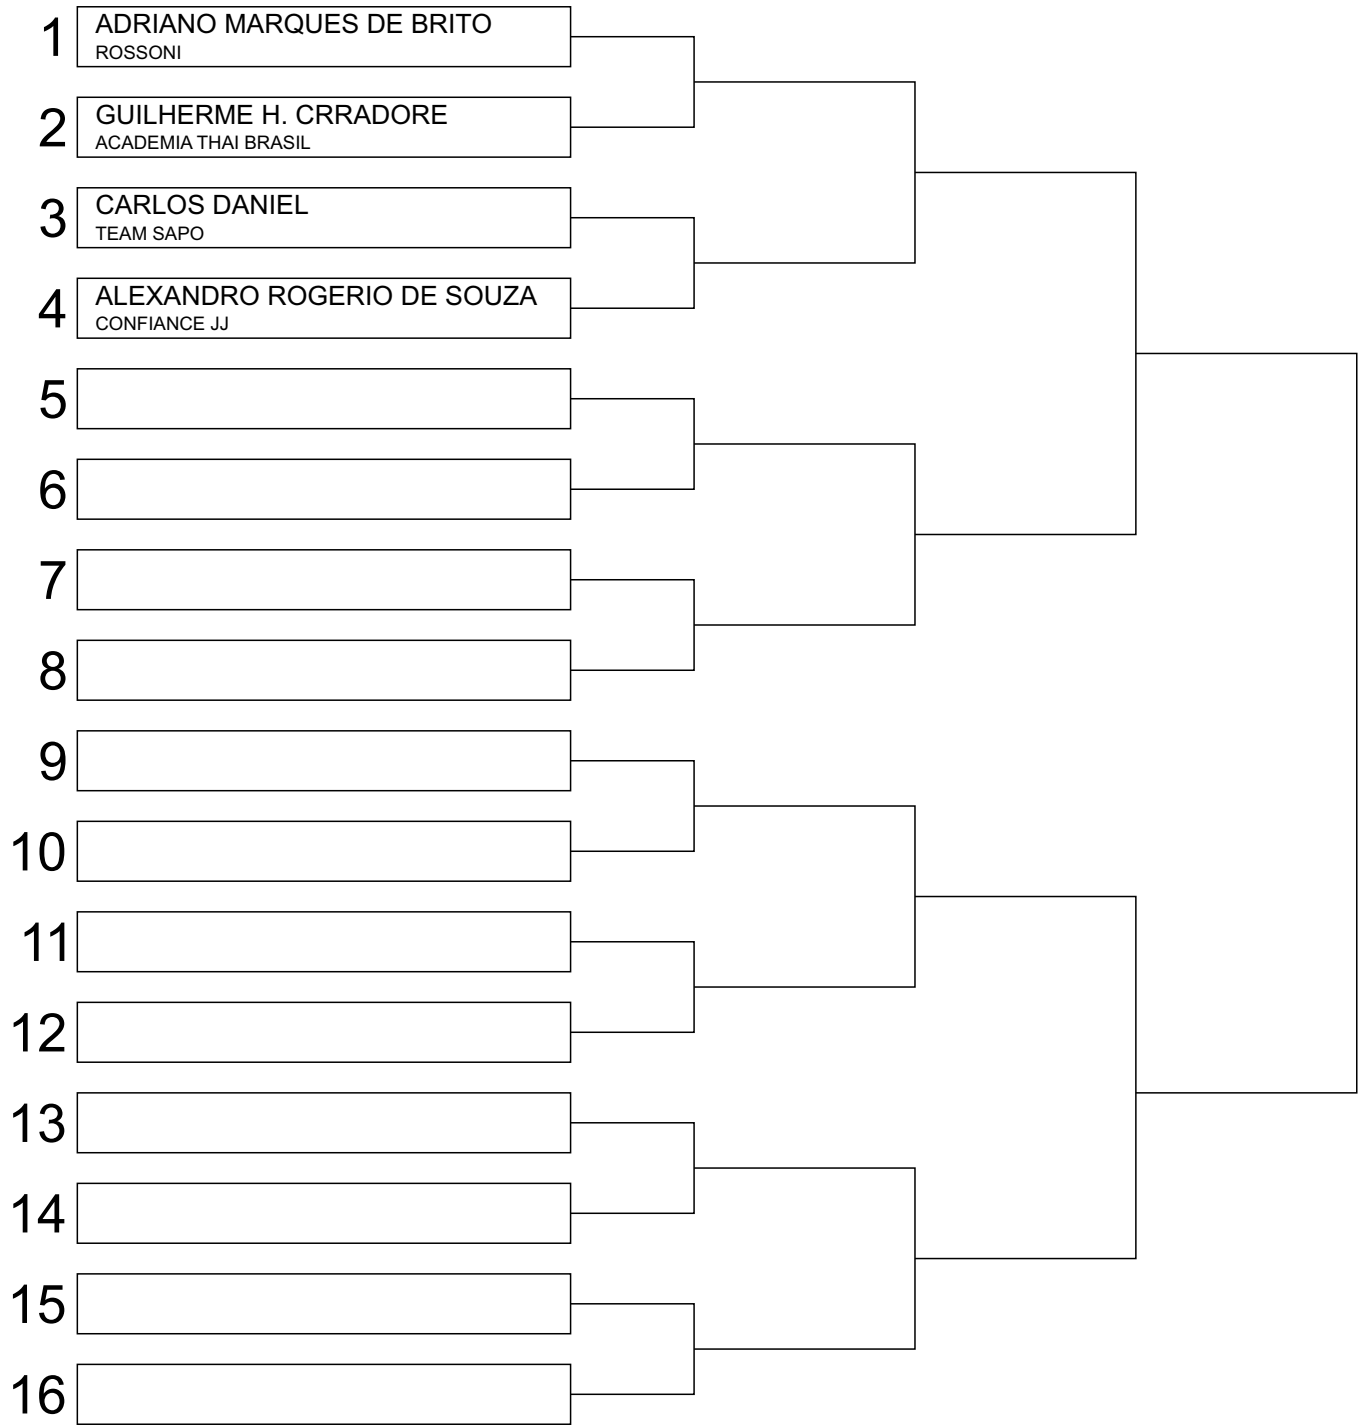 1
ADRIANO MARQUES DE BRITO
ROSSONI
2
GUILHERME H. CRRADORE
ACADEMIA THAI BRASIL
3
CARLOS DANIEL
TEAM SAPO
4
ALEXANDRO ROGERIO DE SOUZA
CONFIANCE JJ
5
6
7
8
9
10
11
12
13
14
15
16